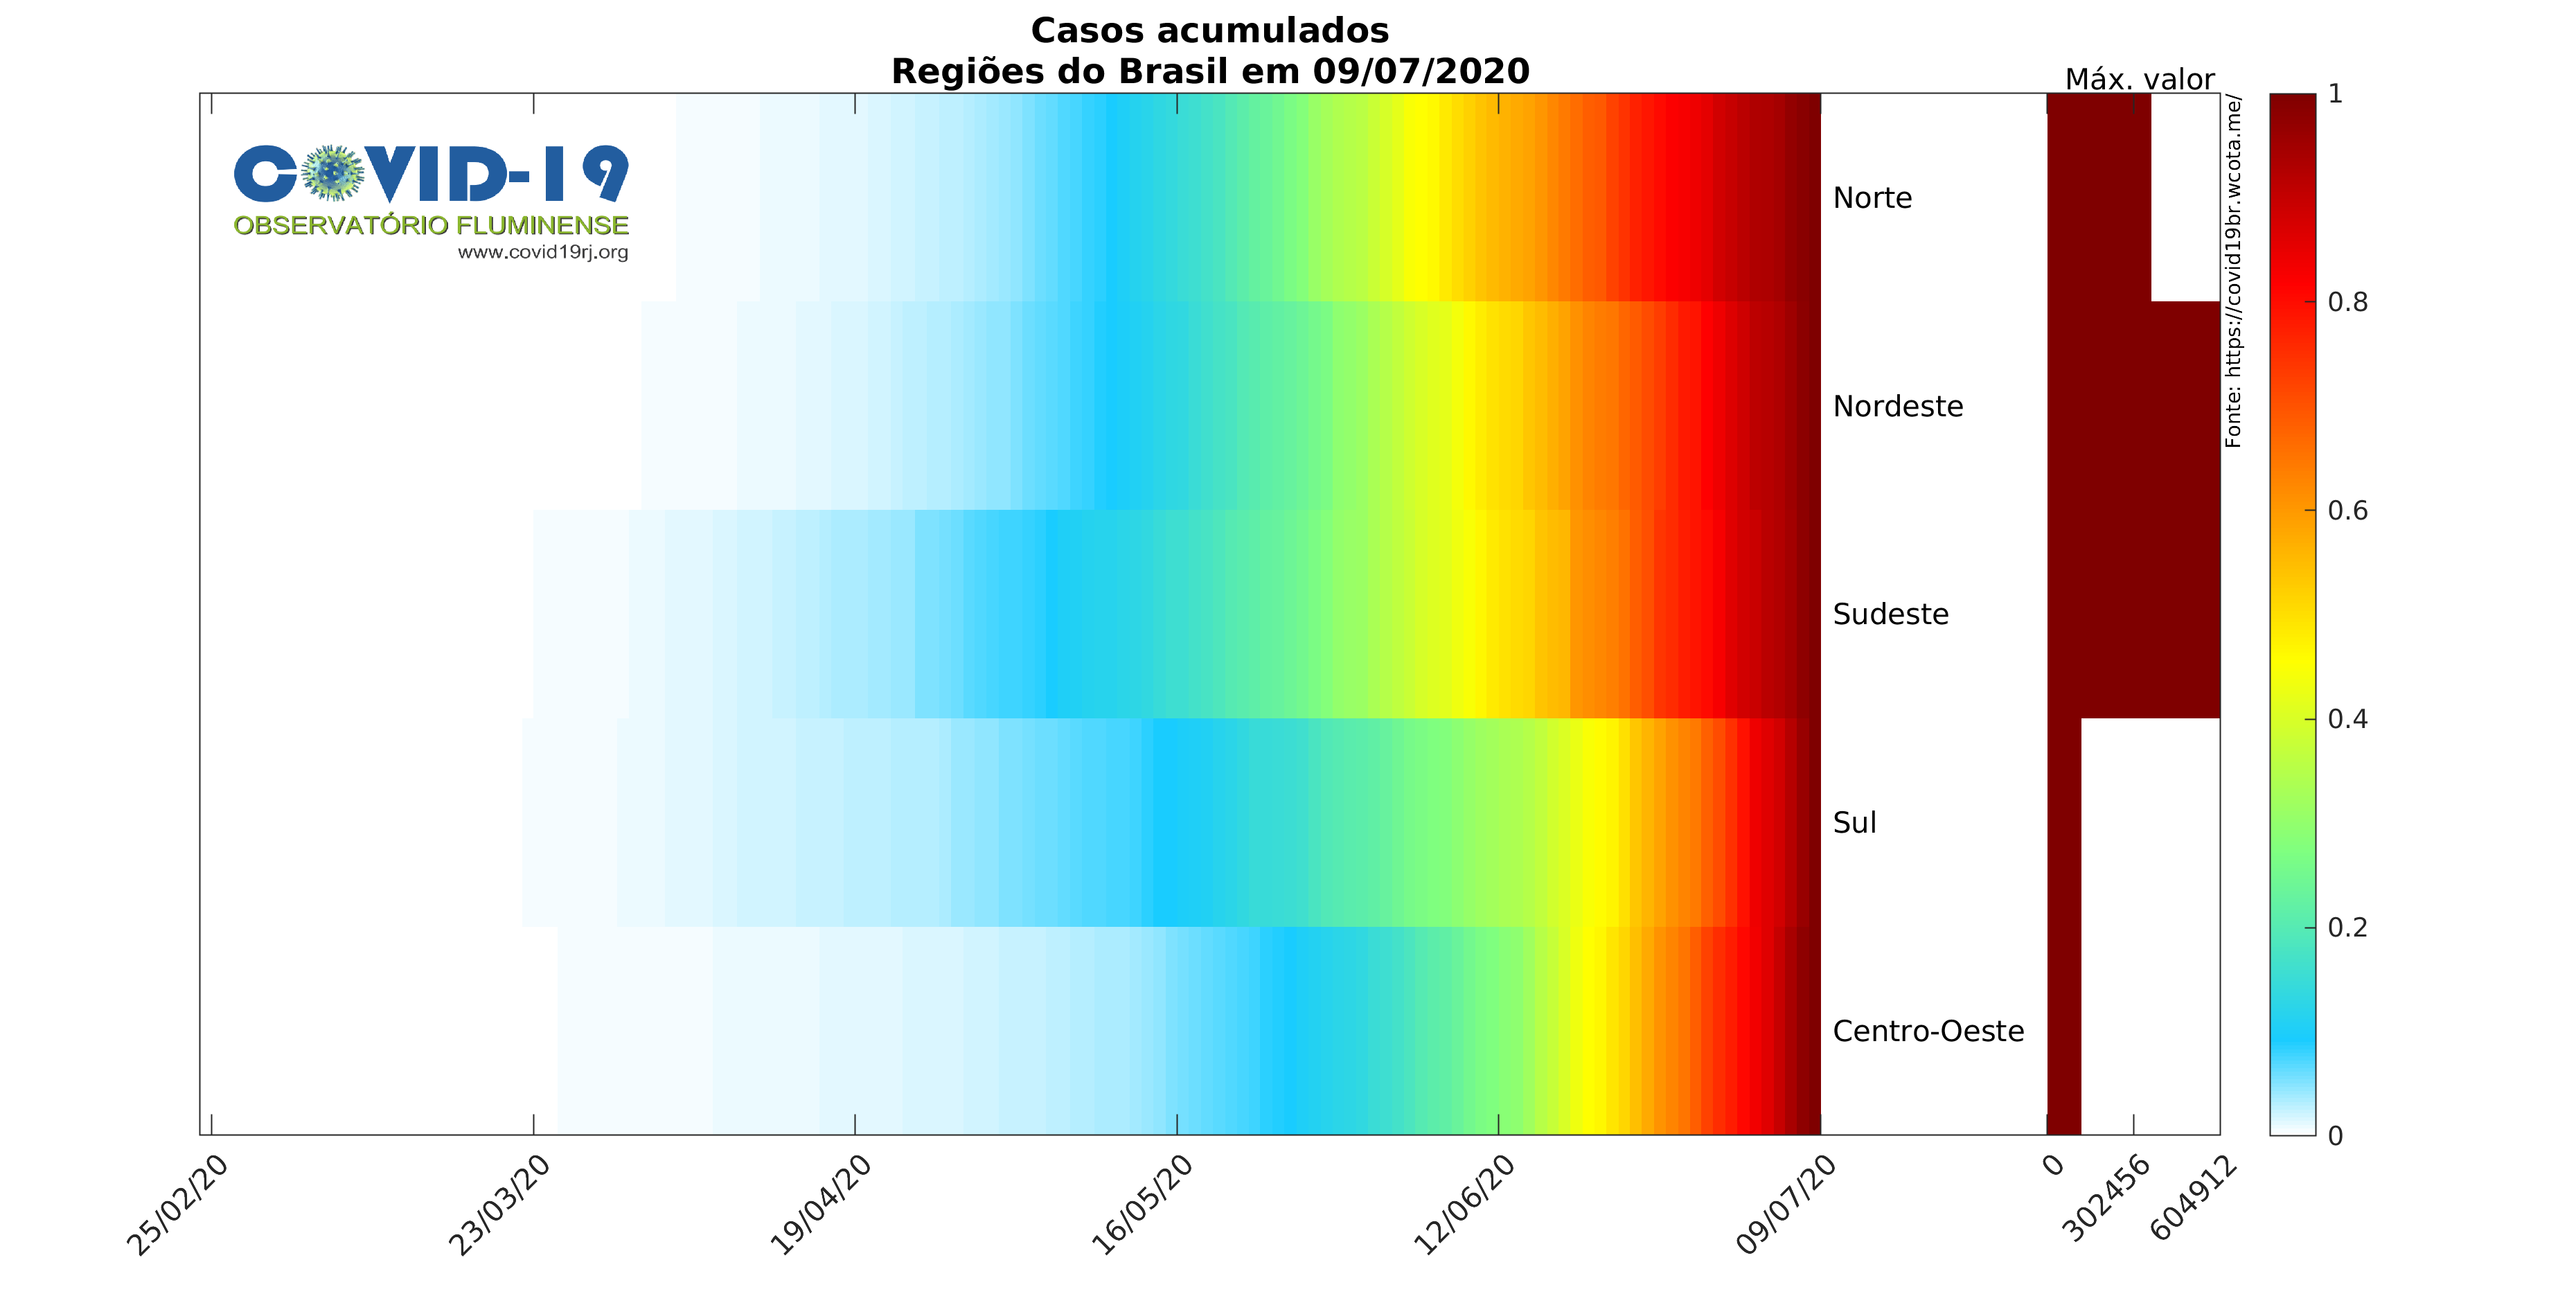 Casos acumulados
Regiões do Brasil em 09/07/2020
Máx. valor
COVID-19
OBSERVATÓRIO FLUMINENSE
www.covid19rj.org
Norte
Nordeste
Sudeste
Sul
Centro-Oeste
Fonte: https://covid19br.wcota.me/
1
0.8
0.6
0.4
0.2
0
25/02/20
23/03/20
19/04/20
16/05/20
12/06/20
09/07/20
0
302456
604912